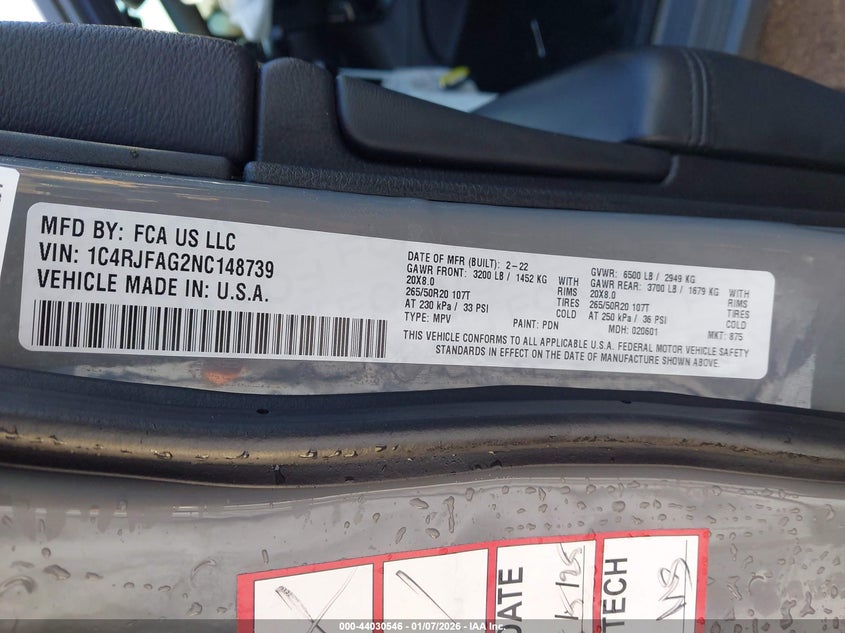 MFD BY: FCA US LLC
VIN: 1C4RJFAG2NC148739
VEHICLE MADE IN: U.S.A.
DATE OF MFR (BUILT): 2-22
GAWR FRONT: 3200 LB / 1452 KG
20X8.0 WITH RIMS
265/50R20 107T TIRES
AT 230 kPa / 33 PSI COLD
TYPE: MPV PAINT: PDN
GVWR: 6500 LB / 2949 KG
GAWR REAR: 3700 LB / 1679 KG
20X8.0 WITH RIMS
265/50R20 107T TIRES
AT 250 kPa / 36 PSI COLD
MDH: 020601 MKT: 875
THIS VEHICLE CONFORMS TO ALL APPLICABLE U.S.A. FEDERAL MOTOR VEHICLE SAFETY
STANDARDS IN EFFECT ON THE DATE OF MANUFACTURE SHOWN ABOVE.
DATE
TECH
000-44030546 - 01/07/2026 - IAA Inc.